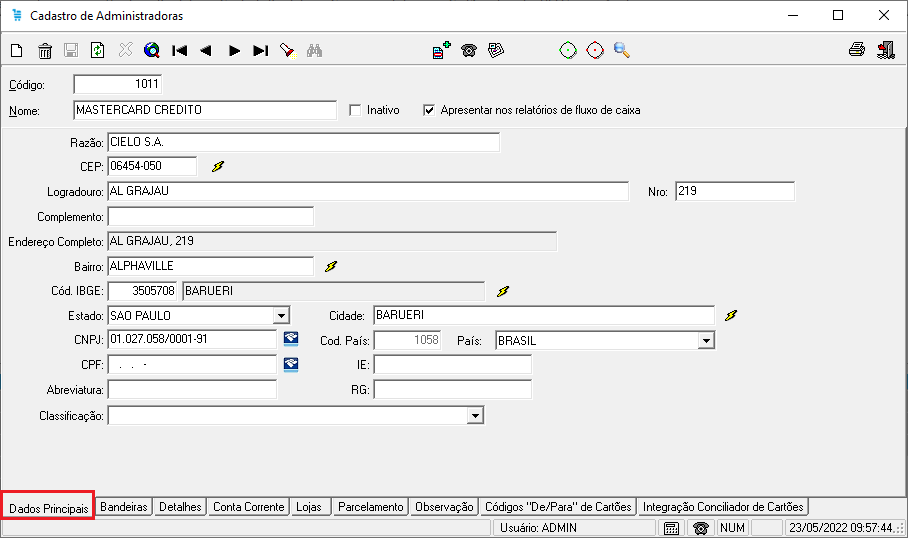 Cadastro de Administradoras
Código: 1011
Nome: MASTERCARD CREDITO Inativo Apresentar nos relatórios de fluxo de caixa
Razão: CIELO S.A.
CEP: 06454-050
Logradouro: AL GRAJAU Nro: 219
Complemento:
Endereço Completo: AL GRAJAU, 219
Bairro: ALPHAVILLE
Cód. IBGE: 3505708 BARUERI
Estado: SAO PAULO Cidade: BARUERI
CNPJ: 01.027.058/0001-91 Cod. País: 1058 País: BRASIL
CPF: . . - IE:
Abreviatura: RG:
Classificação:
Dados Principais Bandeiras Detalhes Conta Corrente Lojas Parcelamento Observação Códigos "De/Para" de Cartões Integração Conciliador de Cartões
Usuário: ADMIN NUM 23/05/2022 09:57:44